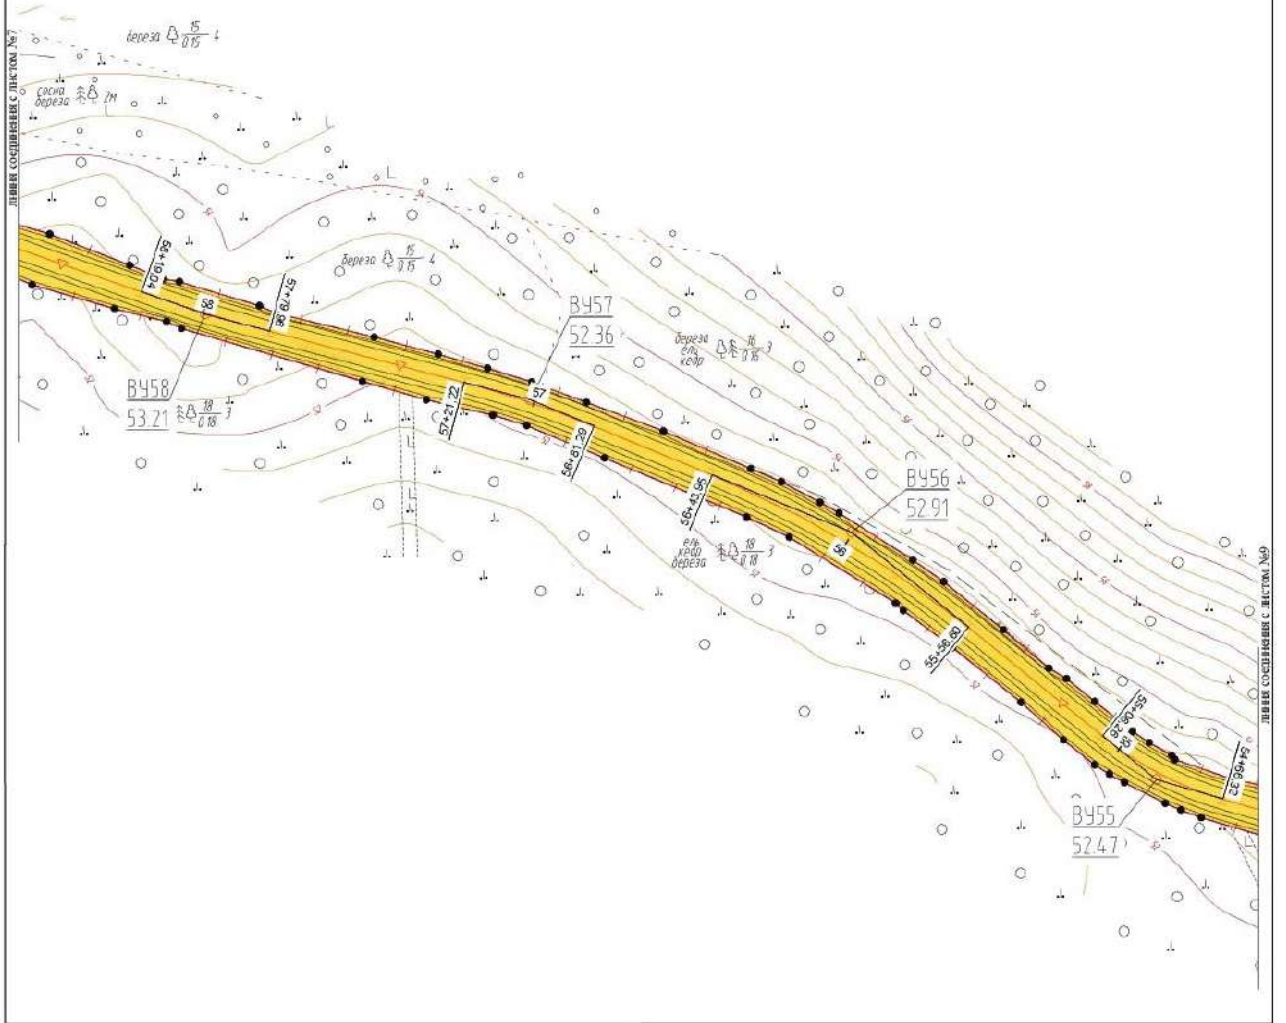 линия соединения с листом №7
береза 15 4
0.15
сосна
береза 2м
береза 15 4
0.15
58+19.04
58
57+79.96
ВУ57
52.36
береза
ель
кедр
16 3
0.16
ВУ58
53.21
18 3
0.18
57+21.22
57
56+81.29
56+43.95
ВУ56
52.91
56
ель
кедр
береза
18 3
0.18
55+56.60
55+06.26
55
54+66.32
ВУ55
52.47
линия соединения с листом №9